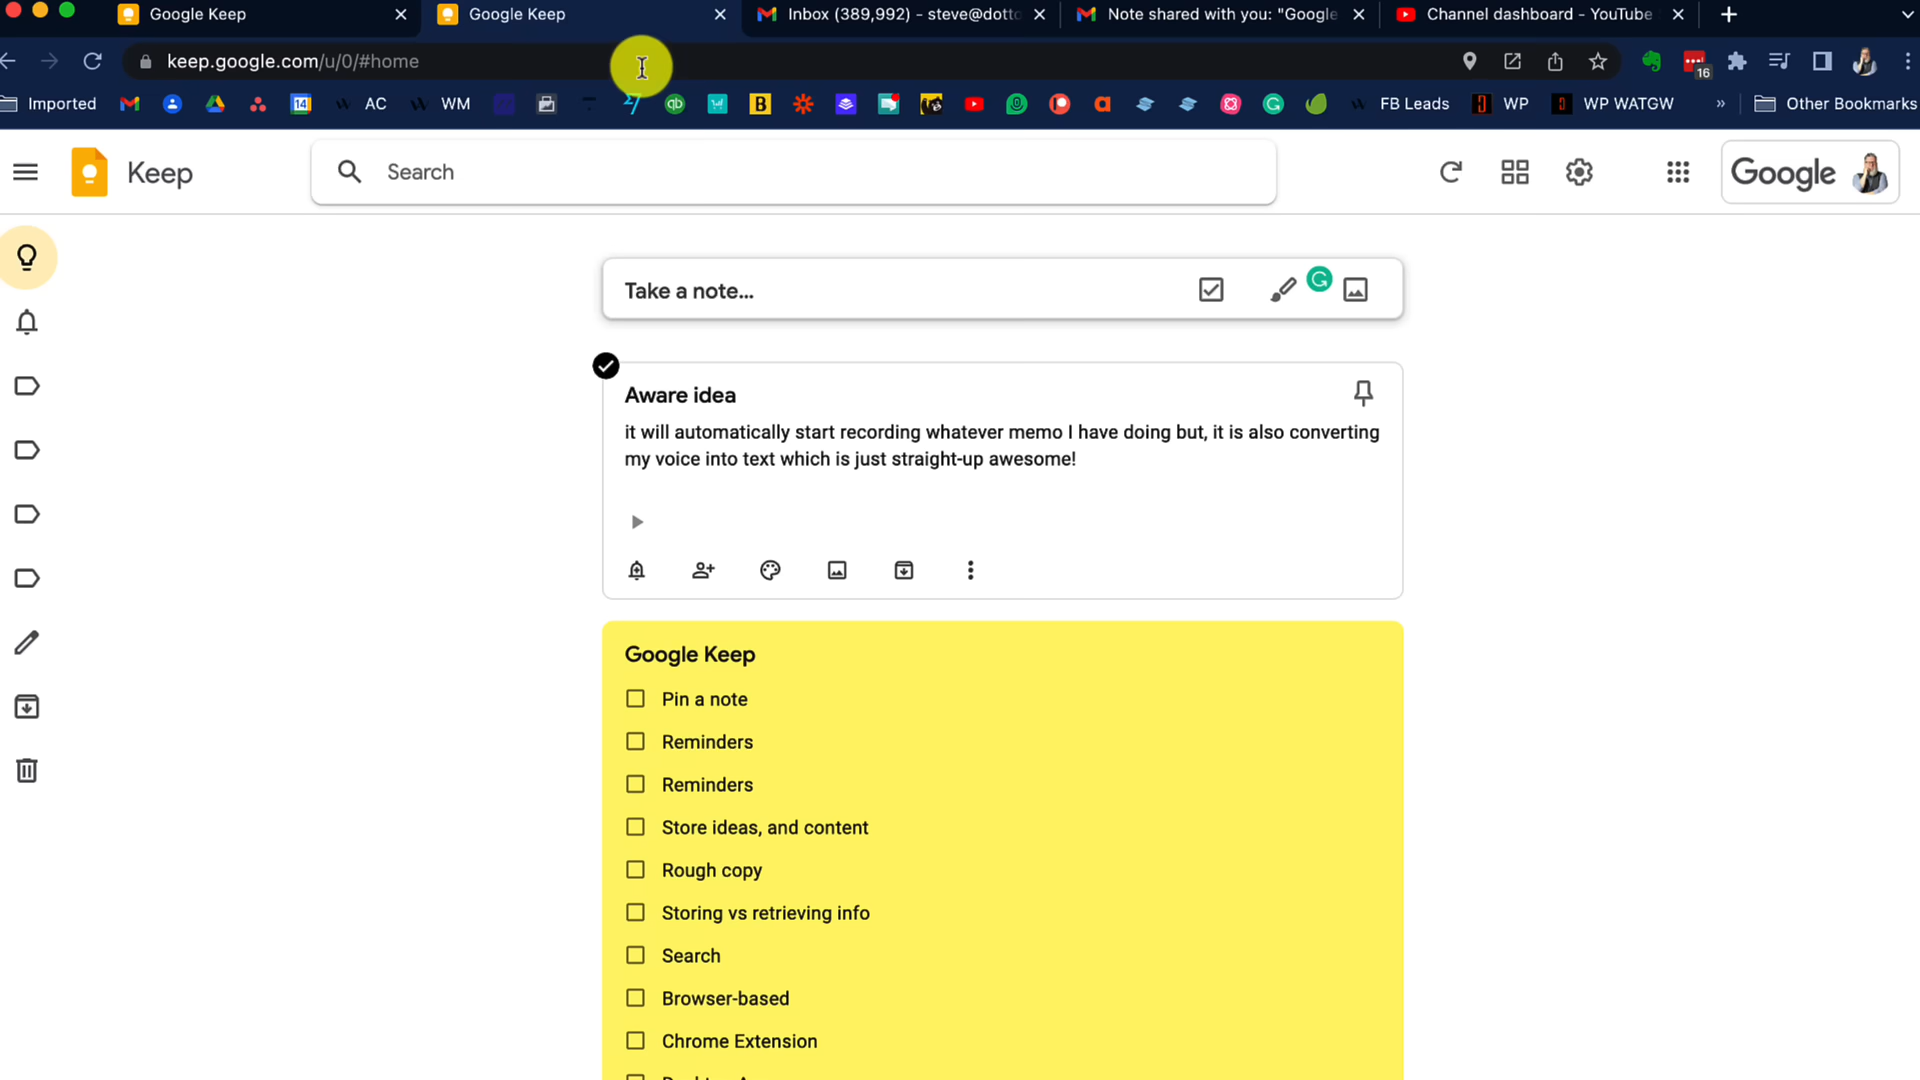 Google Keep
Google Keep
Inbox (389,992) - steve@dotto
Note shared with you: "Google
Channel dashboard - YouTube
keep.google.com/u/0/#home
16
Imported
14
AC
WM
qb
B
FB Leads
WP
WP WATGW
»
Other Bookmarks
Keep
Search
Google
Take a note...
Aware idea
it will automatically start recording whatever memo I have doing but, it is also converting
my voice into text which is just straight-up awesome!
Google Keep
Pin a note
Reminders
Reminders
Store ideas, and content
Rough copy
Storing vs retrieving info
Search
Browser-based
Chrome Extension